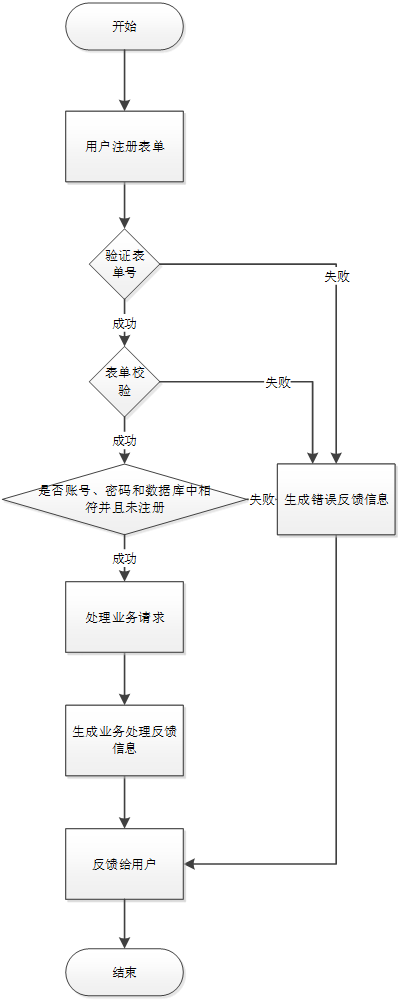 开始
用户注册表单
验证表
单号
失败
成功
表单校
验
失败
成功
是否账号、密码和数据库中相
符并且未注册
失败
生成错误反馈信息
成功
处理业务请求
生成业务处理反馈
信息
反馈给用户
结束